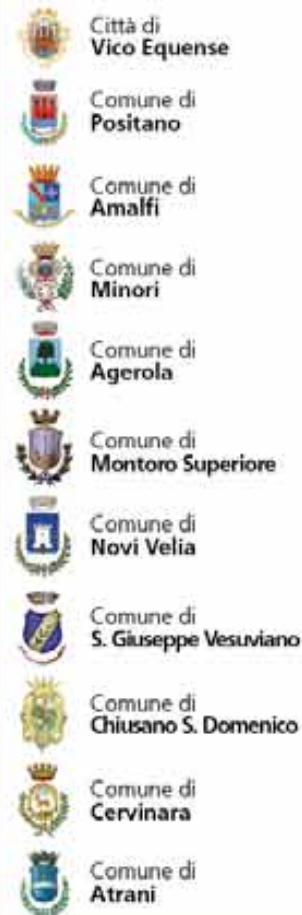 Città di
Vico Equense
Comune di
Positano
Comune di
Amalfi
Comune di
Minori
Comune di
Agerola
Comune di
Montoro Superiore
Comune di
Novi Velia
Comune di
S. Giuseppe Vesuviano
Comune di
Chiusano S. Domenico
Comune di
Cervinara
Comune di
Atrani